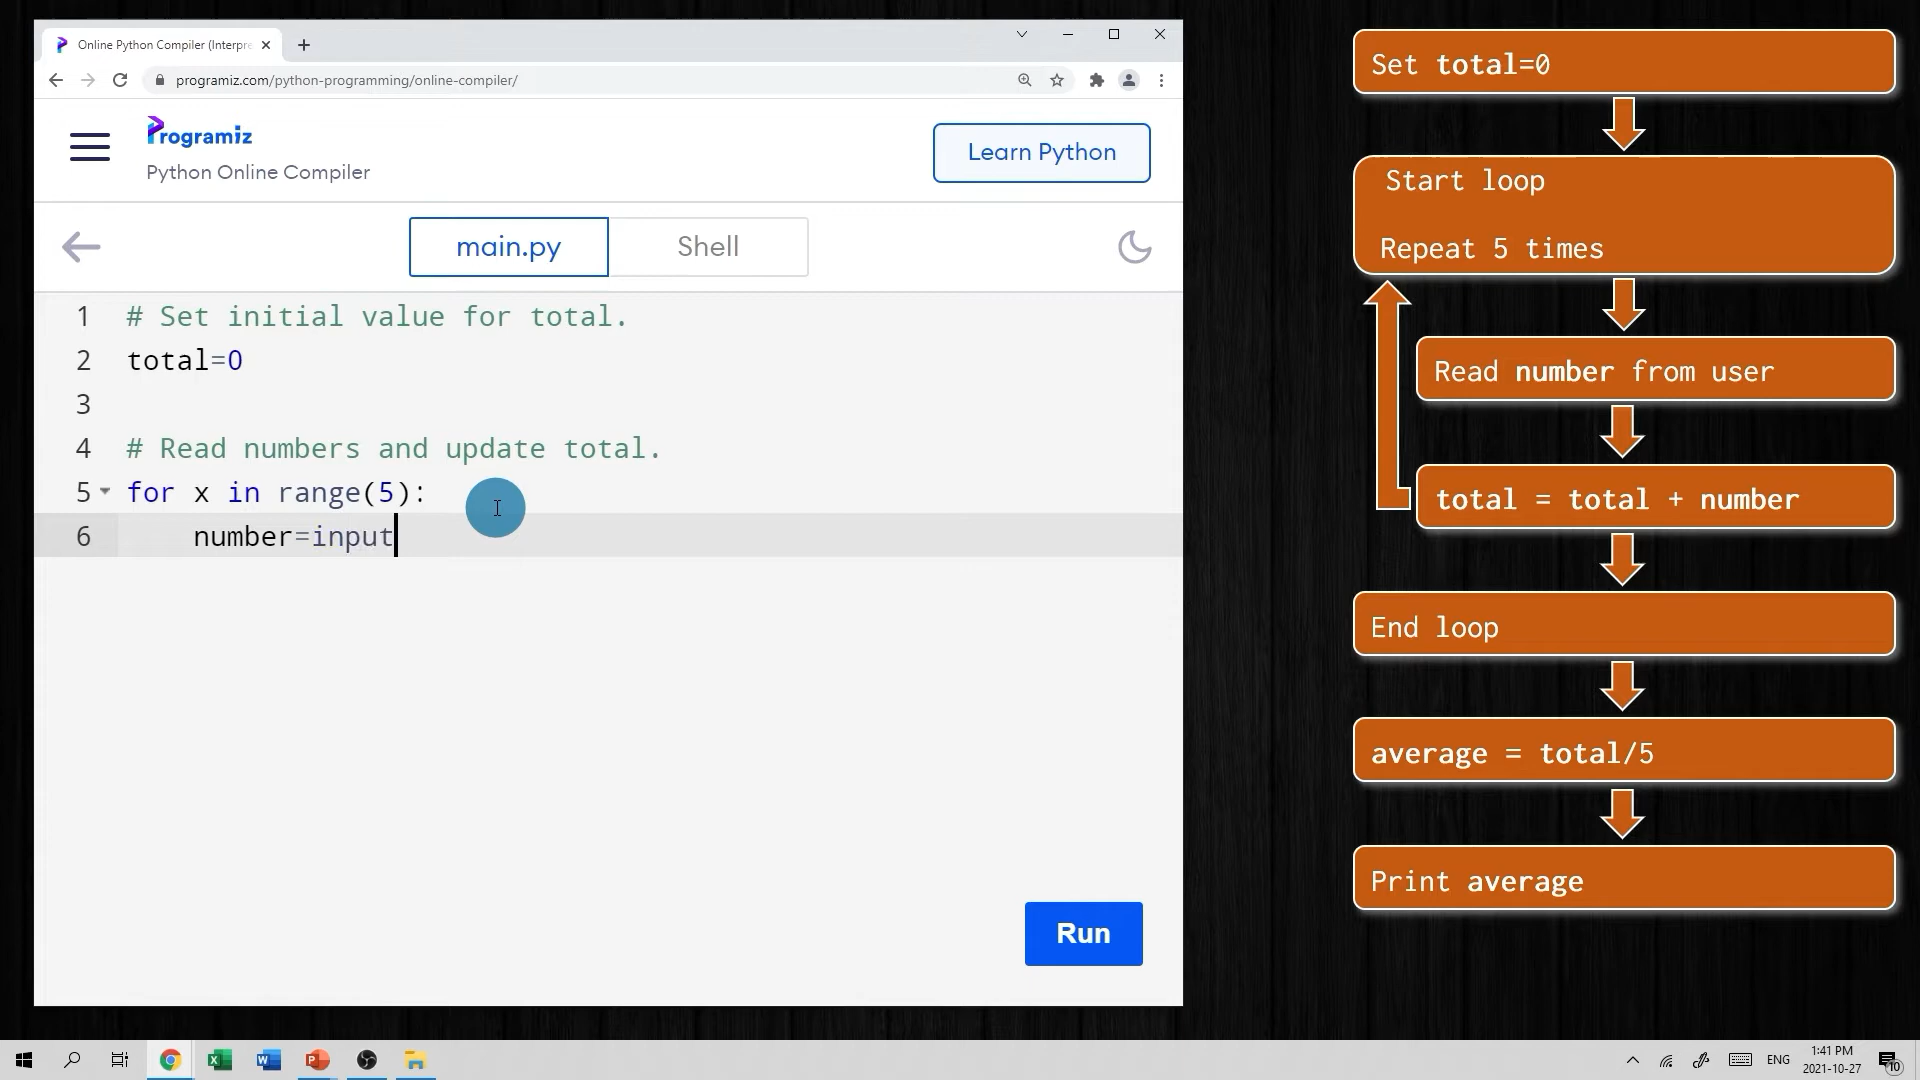 Online Python Compiler (Interpre
programiz.com/python-programming/online-compiler/
Programiz
Python Online Compiler
Learn Python
main.py
Shell
1 # Set initial value for total.
2 total=0
3
4 # Read numbers and update total.
5 for x in range(5):
6 number=input
Run
Set total=0
Start loop
Repeat 5 times
Read number from user
total = total + number
End loop
average = total/5
Print average
ENG
1:41 PM
2021-10-27
10